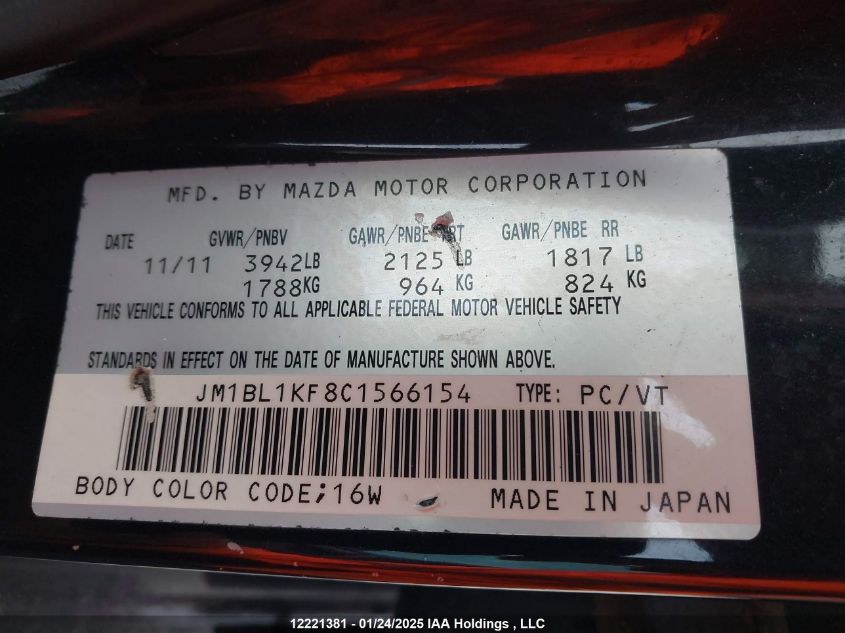 MFD. BY MAZDA MOTOR CORPORATION
DATE GVWR/PNBV GAWR/PNBE GAWR/PNBE RR
11/11 3942LB 2125 LB 1817 LB
1788KG 964 KG 824 KG
THIS VEHICLE CONFORMS TO ALL APPLICABLE FEDERAL MOTOR VEHICLE SAFETY
STANDARDS IN EFFECT ON THE DATE OF MANUFACTURE SHOWN ABOVE.
JM1BL1KF8C1566154 TYPE: PC/VT
BODY COLOR CODE;16W MADE IN JAPAN
12221381 - 01/24/2025 IAA Holdings , LLC